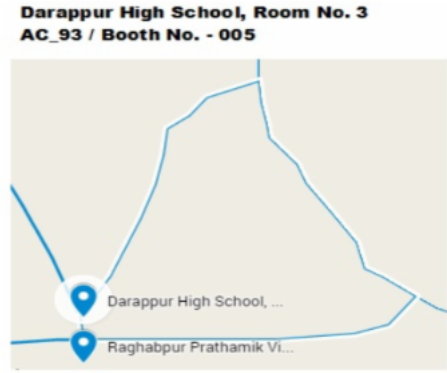 Darappur High School, Room No. 3
AC_93 / Booth No. - 005
Darappur High School, ...
Raghabpur Prathamik Vi...